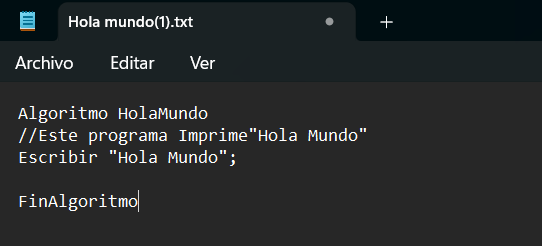 Hola mundo(1).txt
Archivo Editar Ver
Algoritmo HolaMundo
//Este programa Imprime"Hola Mundo"
Escribir "Hola Mundo";
FinAlgoritmo